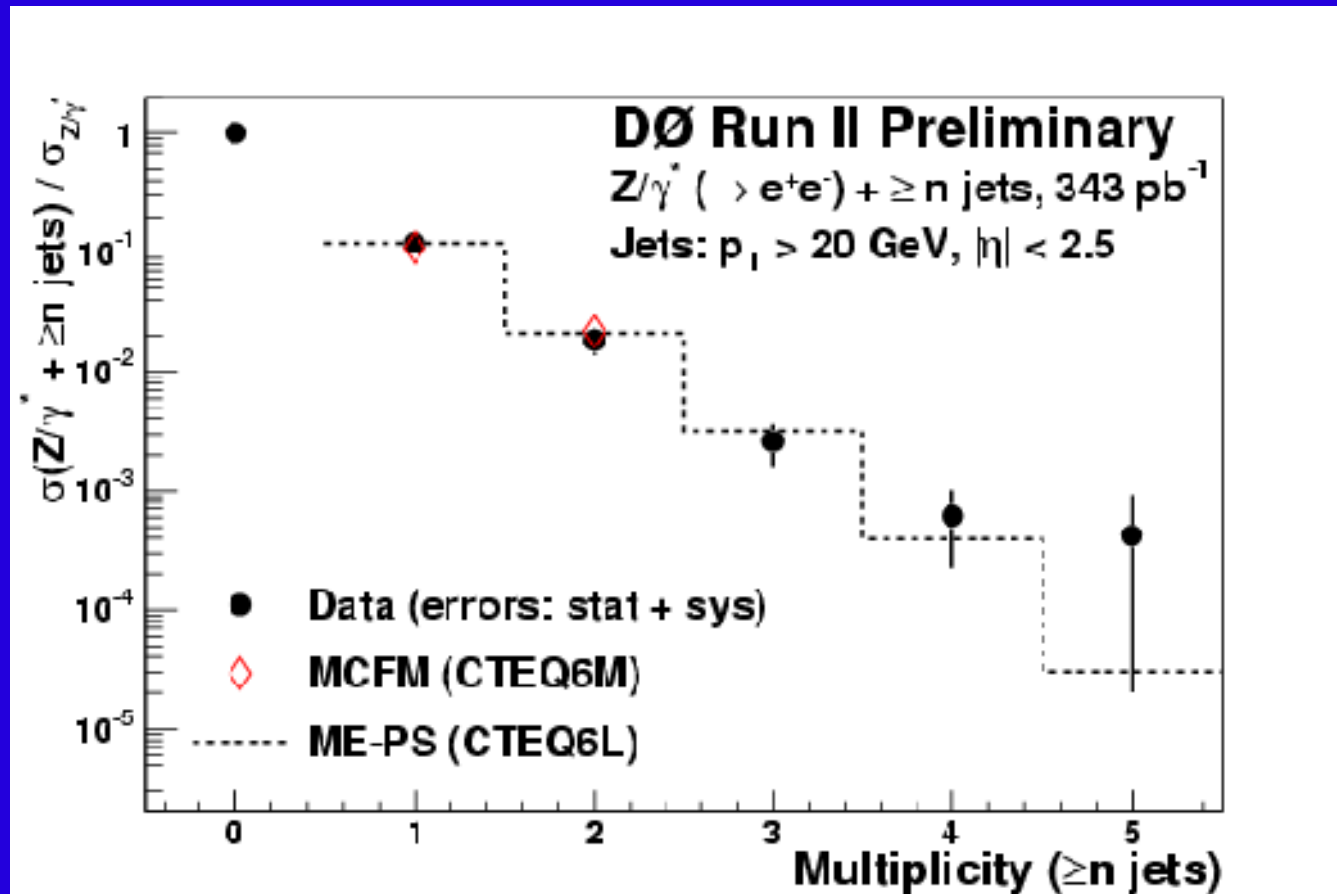 DØ Run II Preliminary
Z/γ* ( > e⁺e⁻) + ≥ n jets, 343 pb⁻¹
Jets: p_T > 20 GeV, |η| < 2.5
σ(Z/γ* + ≥n jets) / σ_Z/γ*
1
10⁻¹
10⁻²
10⁻³
10⁻⁴
10⁻⁵
Data (errors: stat + sys)
MCFM (CTEQ6M)
ME-PS (CTEQ6L)
0 1 2 3 4 5
Multiplicity (≥n jets)